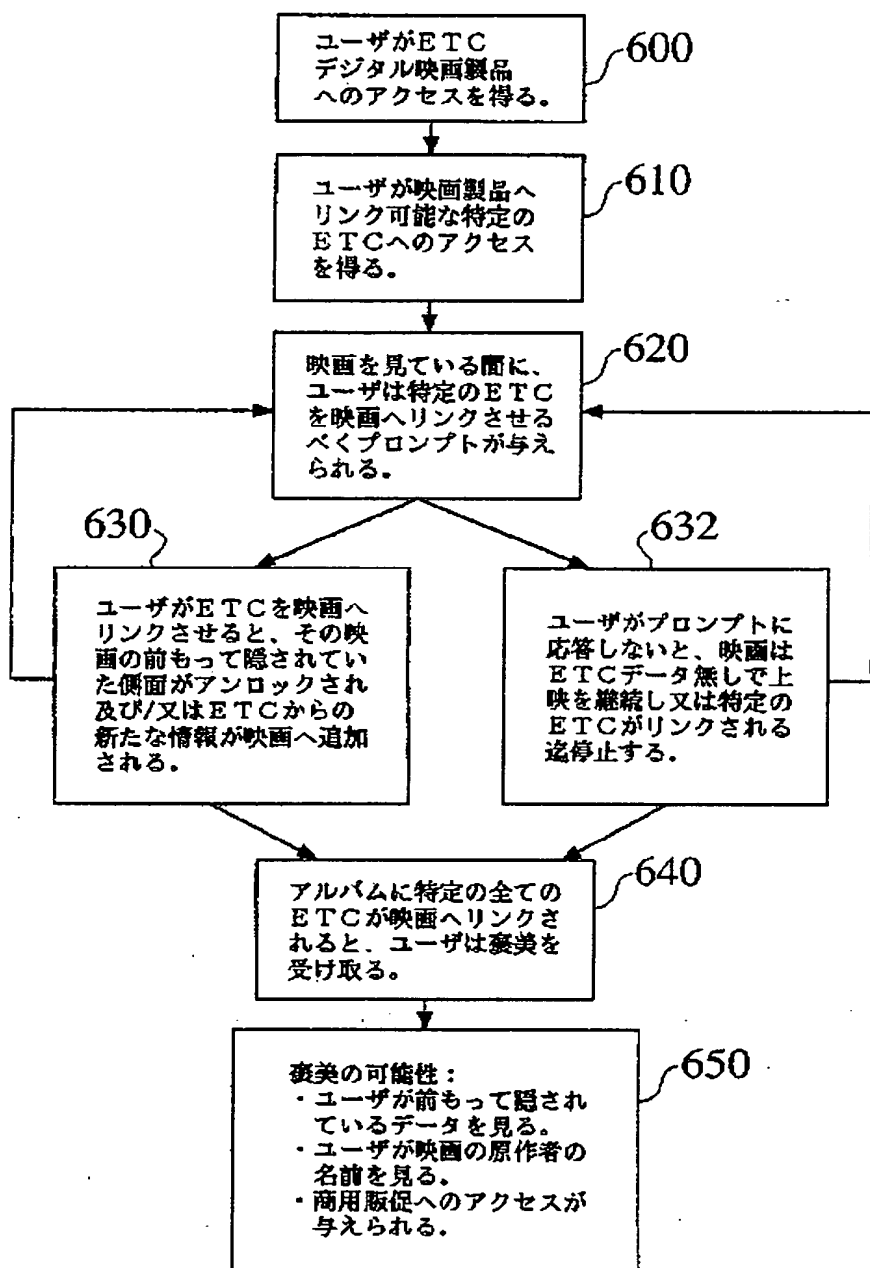 ユーザがETC
デジタル映画製品
へのアクセスを得る。
600
ユーザが映画製品へ
リンク可能な特定の
ETCへのアクセス
を得る。
610
映画を見ている間に、
ユーザは特定のETC
を映画へリンクさせる
べくプロンプトが与え
られる。
620
630
ユーザがETCを映画へ
リンクさせると、その映
画の前もって隠されてい
た側面がアンロックされ
及び/又はETCからの
新たな情報が映画へ追加
される。
632
ユーザがプロンプトに
応答しないと、映画は
ETCデータ無しで上
映を継続し又は特定の
ETCがリンクされる
迄停止する。
640
アルバムに特定の全ての
ETCが映画へリンクさ
れると、ユーザは褒美を
受け取る。
650
褒美の可能性：
・ユーザが前もって隠され
ているデータを見る。
・ユーザが映画の原作者の
名前を見る。
・商用販促へのアクセスが
与えられる。